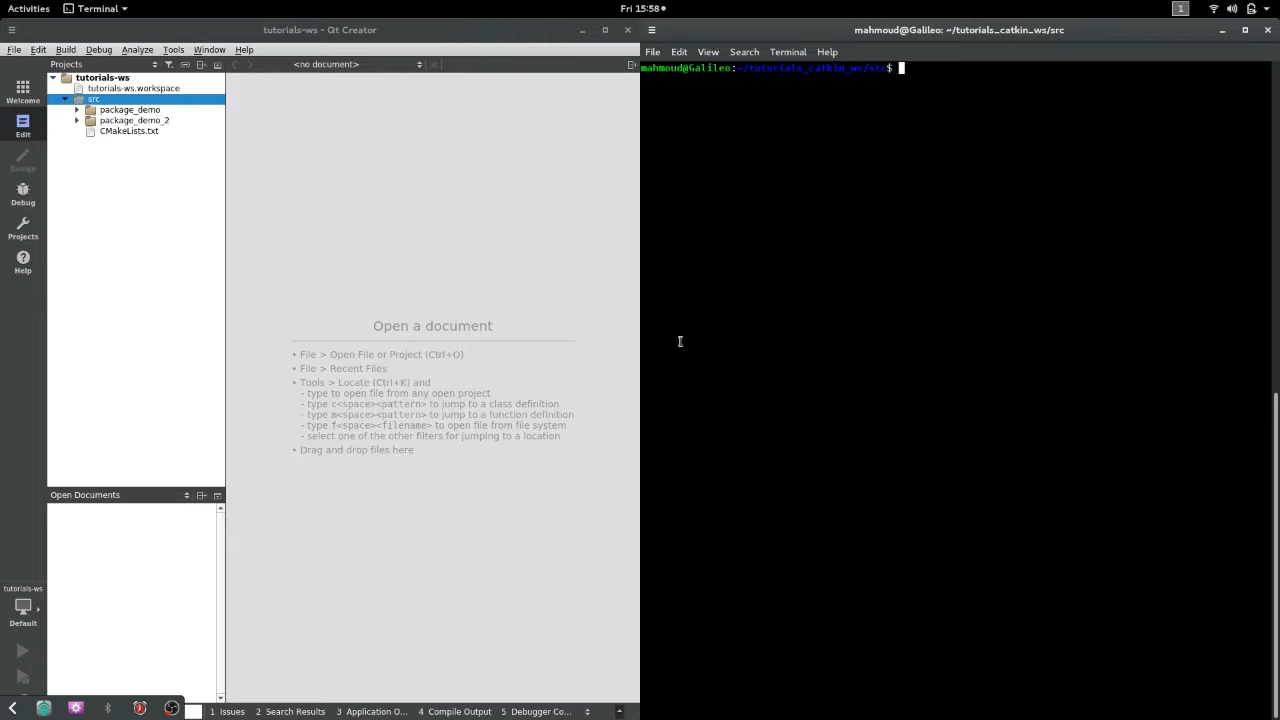 Activities
Terminal
Fri 15:58
1
tutorials-ws - Qt Creator
File Edit Build Debug Analyze Tools Window Help
Projects
<no document>
tutorials-ws
tutorials-ws.workspace
src
package_demo
package_demo_2
CMakeLists.txt
Welcome
Edit
Design
Debug
Projects
Help
Open a document
• File > Open File or Project (Ctrl+O)
• File > Recent Files
• Tools > Locate (Ctrl+K) and
- type to open file from any open project
- type c<space><pattern> to jump to a class definition
- type m<space><pattern> to jump to a function definition
- type f<space><filename> to open file from file system
- select one of the other filters for jumping to a location
• Drag and drop files here
Open Documents
tutorials-ws
Default
1 Issues 2 Search Results 3 Application O... 4 Compile Output 5 Debugger Co...
mahmoud@Galileo: ~/tutorials_catkin_ws/src
File Edit View Search Terminal Help
mahmoud@Galileo:~/tutorials_catkin_ws/src$